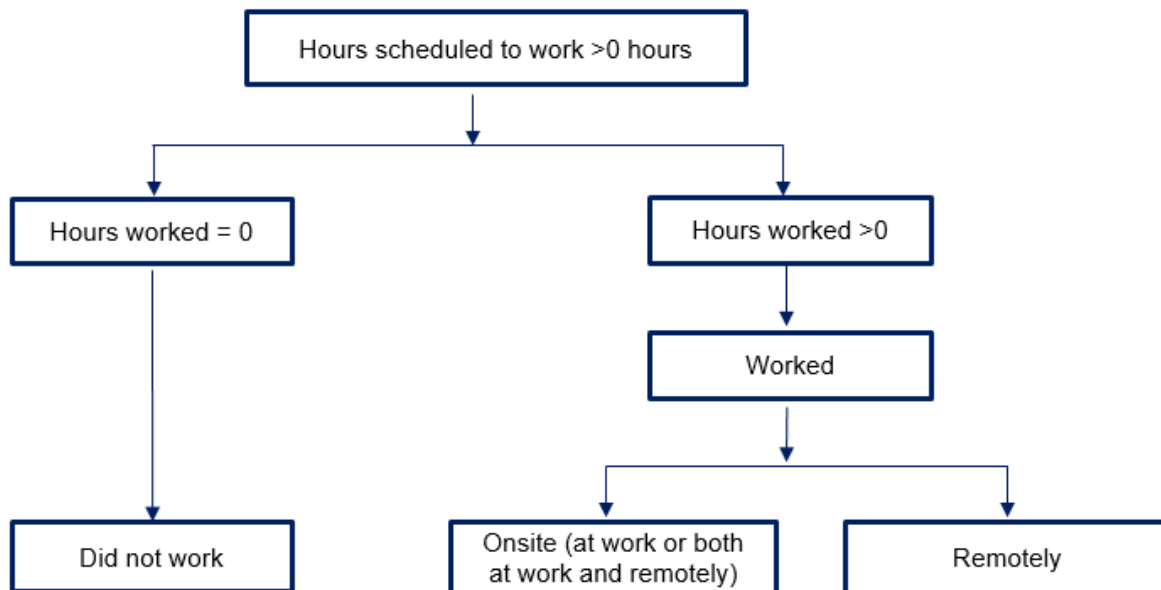 Hours scheduled to work >0 hours
Hours worked = 0
Hours worked >0
Worked
Did not work
Onsite (at work or both
at work and remotely)
Remotely